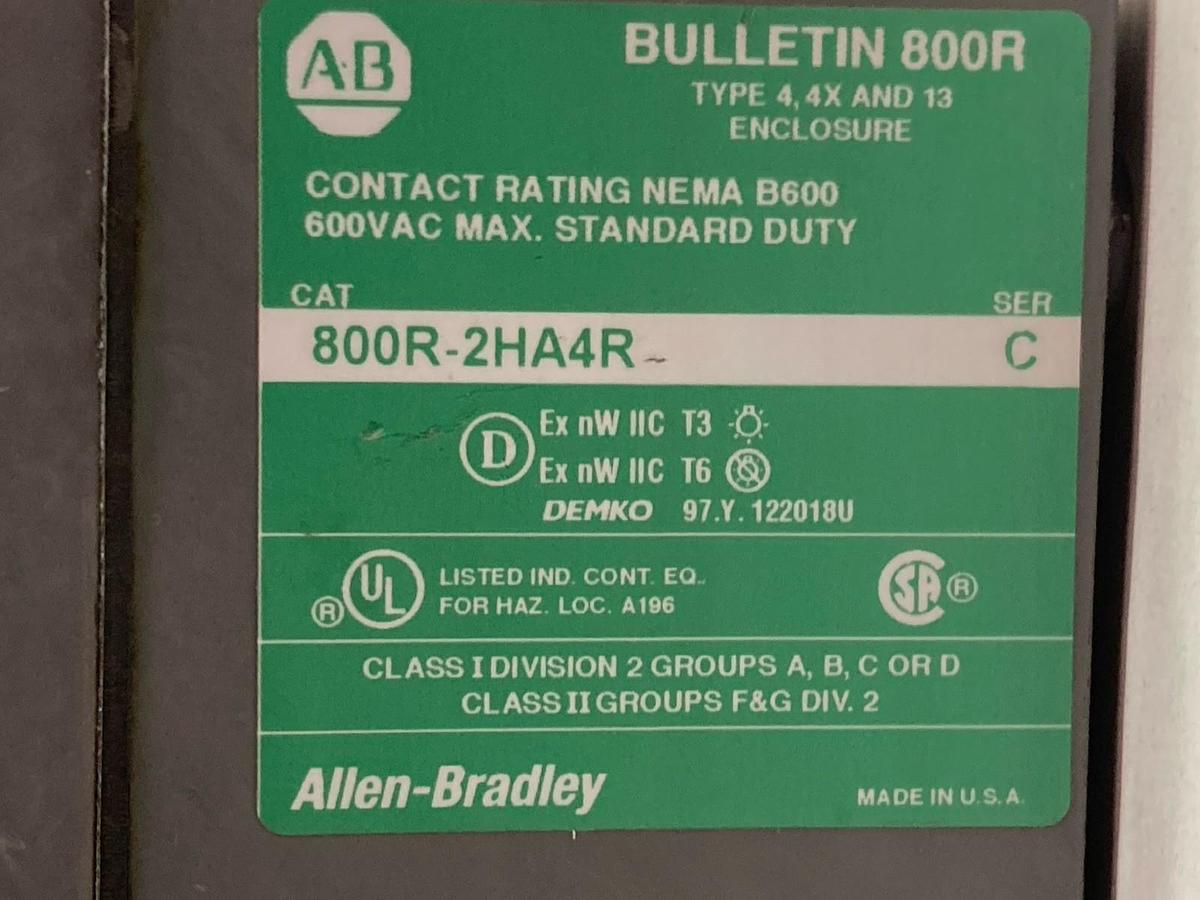 AB
BULLETIN 800R
TYPE 4, 4X AND 13
ENCLOSURE
CONTACT RATING NEMA B600
600VAC MAX. STANDARD DUTY
CAT SER
800R-2HA4R C
D Ex nW IIC T3
Ex nW IIC T6
DEMKO 97.Y. 122018U
® UL LISTED IND. CONT. EQ. SA ®
FOR HAZ. LOC. A196
CLASS I DIVISION 2 GROUPS A, B, C OR D
CLASS II GROUPS F&G DIV. 2
Allen-Bradley MADE IN U.S.A.